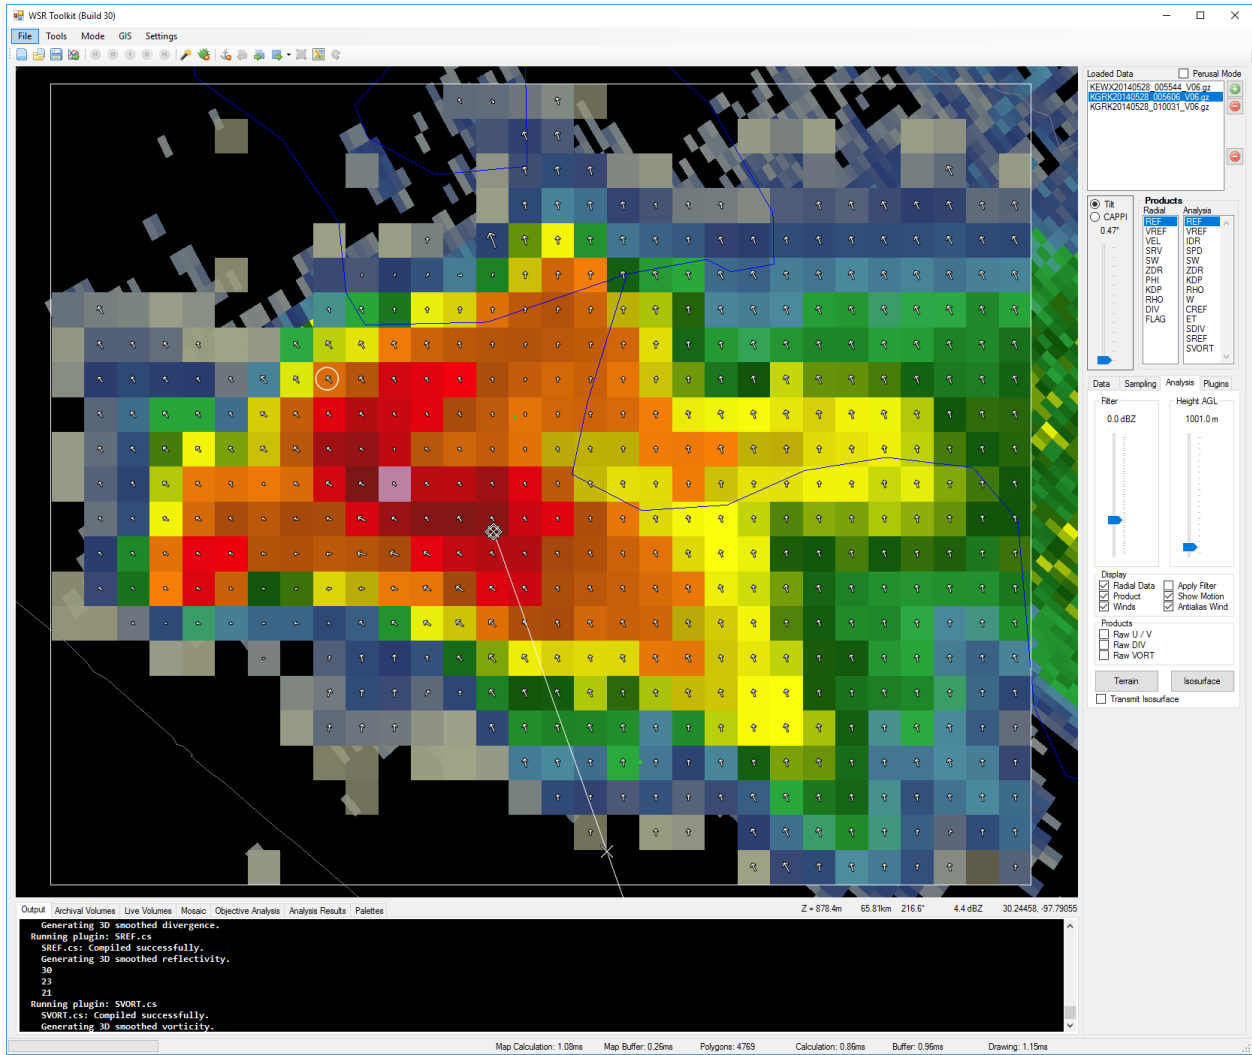 WSR Toolkit (Build 30)
File Tools Mode GIS Settings
Loaded Data Perusal Mode
KEWX20140528_005544_V06.gz
KGRK20140528_005606_V06.gz
KGRK20140528_010031_V06.gz
Tilt
CAPPI
0.47°
Products
Radial Analysis
REF REF
VREF VREF
VEL IDR
SRV SPD
SW SW
ZDR ZDR
PHI KDP
KDP RHO
RHO W
DIV CREF
FLAG ET
SDIV
SREF
SVORT
Data Sampling Analysis Plugins
Filter Height AGL
0.0 dBZ 1001.0 m
Display
Radial Data Apply Filter
Product Show Motion
Winds Antialias Wind
Products
Raw U / V
Raw DIV
Raw VORT
Terrain Isosurface
Transmit Isosurface
Output Archival Volumes Live Volumes Mosaic Objective Analysis Analysis Results Palettes
Z = 878.4m 65.81km 216.6° 4.4 dBZ 30.24458, -97.79055
Generating 3D smoothed divergence.
Running plugin: SREF.cs
SREF.cs: Compiled successfully.
Generating 3D smoothed reflectivity.
30
23
21
Running plugin: SVORT.cs
SVORT.cs: Compiled successfully.
Generating 3D smoothed vorticity.
Map Calculation: 1.08ms Map Buffer: 0.26ms Polygons: 4769 Calculation: 0.86ms Buffer: 0.96ms Drawing: 1.15ms